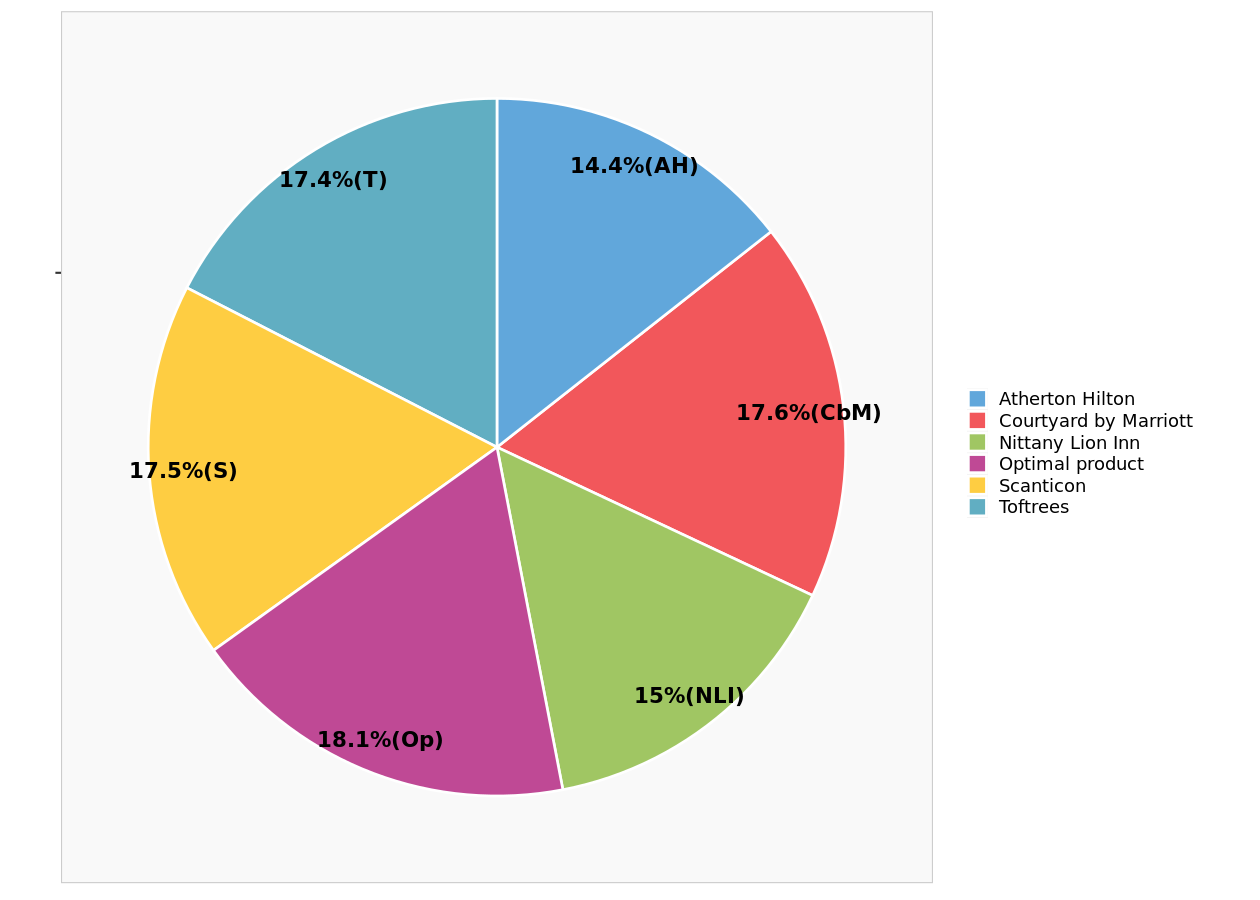 14.4%(AH)
17.4%(T)
17.6%(CbM)
17.5%(S)
15%(NLI)
18.1%(Op)
Atherton Hilton
Courtyard by Marriott
Nittany Lion Inn
Optimal product
Scanticon
Toftrees